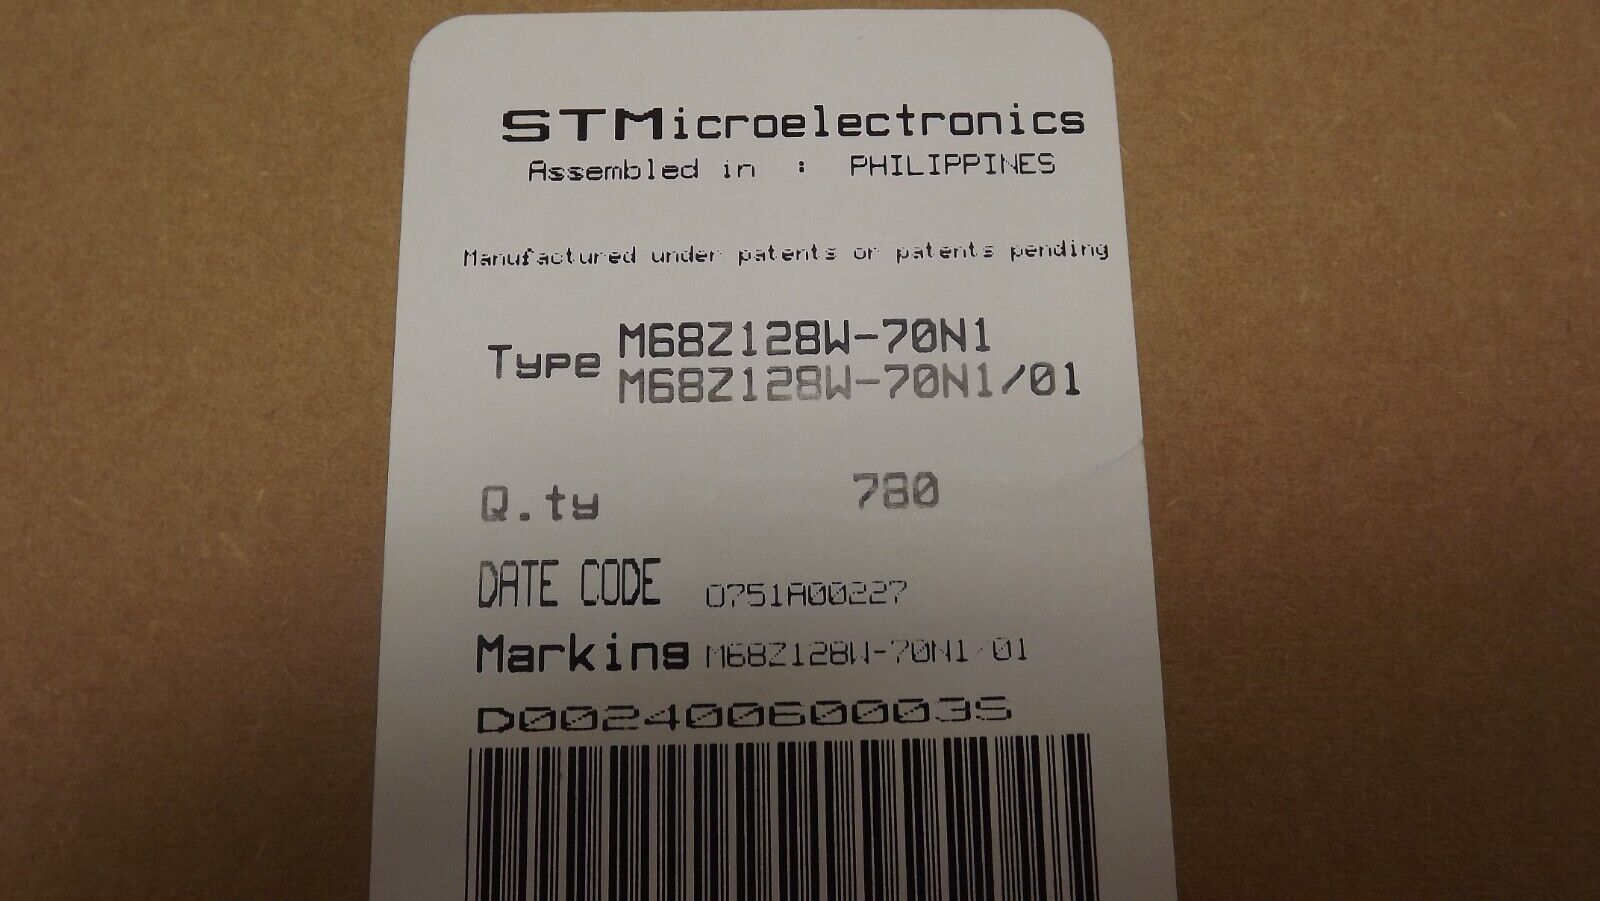 STMicroelectronics
Assembled in : PHILIPPINES
Manufactured under patents or patents pending
Type M68Z128W-70N1
M68Z128W-70N1/01
Q.ty 780
DATE CODE 0751A00227
Marking M68Z128W-70N1/01
D00240060003S